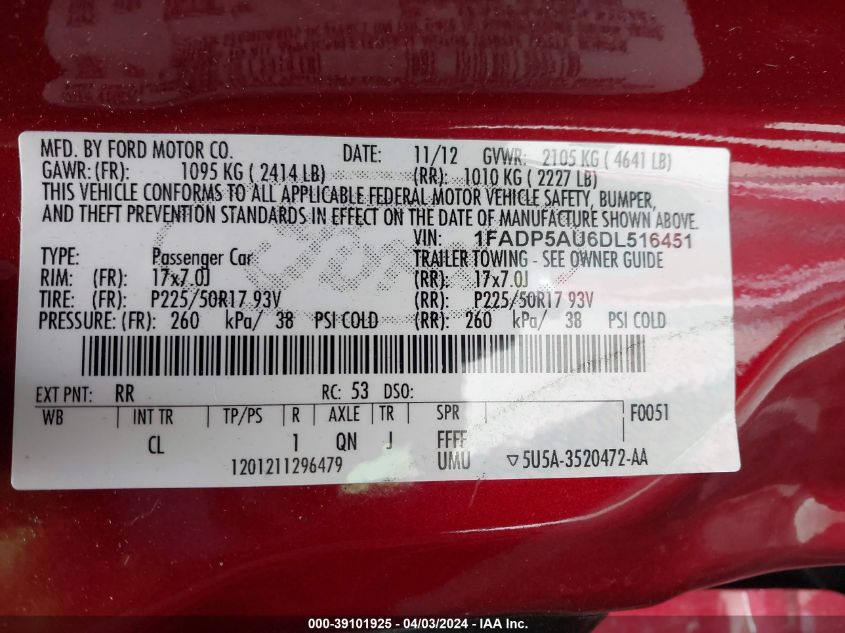 MFD. BY FORD MOTOR CO. DATE: 11/12 GVWR: 2105 KG ( 4641 LB)
GAWR:(FR): 1095 KG ( 2414 LB) (RR): 1010 KG ( 2227 LB)
THIS VEHICLE CONFORMS TO ALL APPLICABLE FEDERAL MOTOR VEHICLE SAFETY, BUMPER,
AND THEFT PREVENTION STANDARDS IN EFFECT ON THE DATE OF MANUFACTURE SHOWN ABOVE.
VIN: 1FADP5AU6DL516451
TYPE: Passenger Car TRAILER TOWING - SEE OWNER GUIDE
RIM: (FR): 17x7.0J (RR): 17x7.0J
TIRE: (FR): P225/50R17 93V (RR): P225/50R17 93V
PRESSURE: (FR): 260 kPa/ 38 PSI COLD (RR): 260 kPa/ 38 PSI COLD
EXT PNT: RR RC: 53 DSO:
WB INT TR TP/PS R AXLE TR SPR F0051
CL 1 QN J FFFF
1201211296479 UMU ▽5U5A-3520472-AA
000-39101925 - 04/03/2024 - IAA Inc.